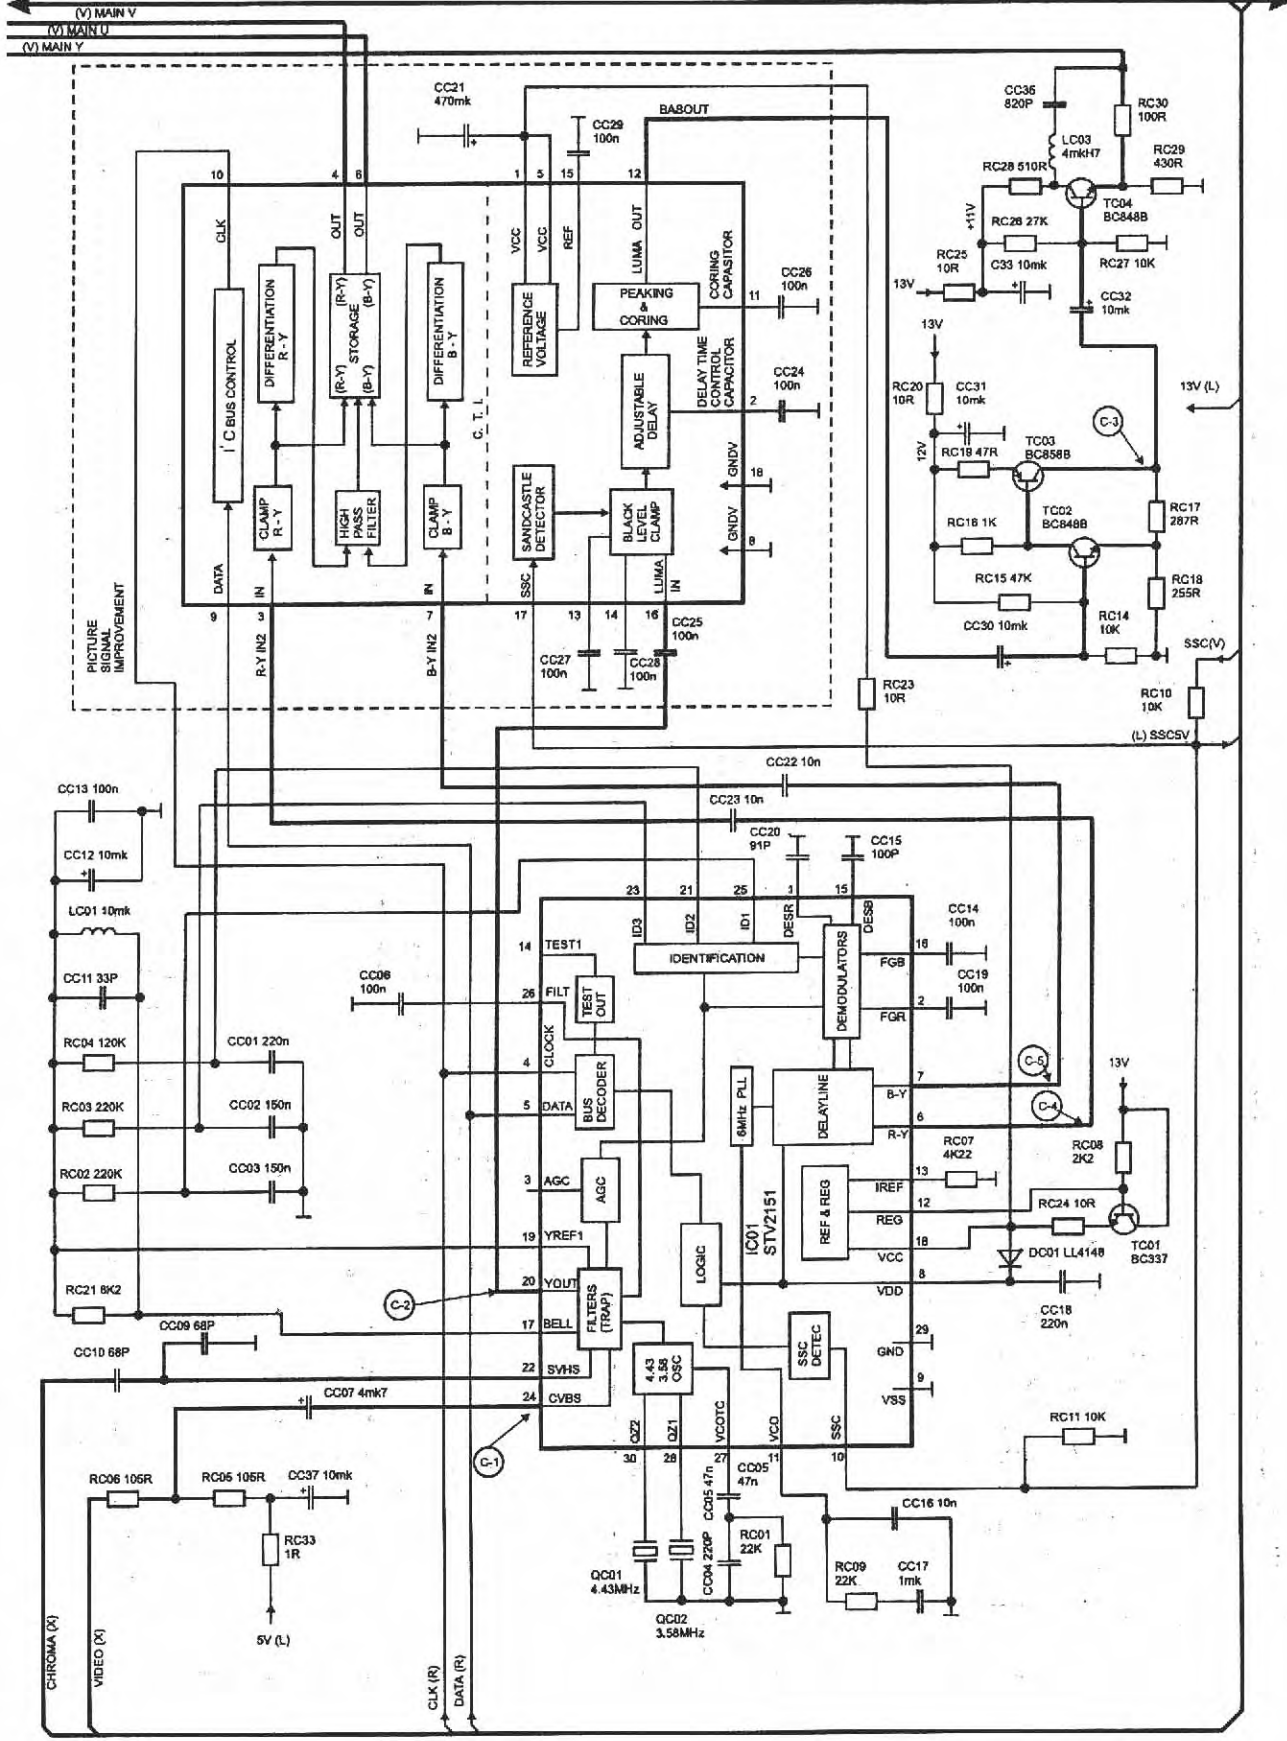 (V) MAIN V
(V) MAIN U
(V) MAIN Y
CC21
470mk
BASOUT
CC29
100n
CC35
820P
RC30
100R
LC03
4mkH7
RC29
430R
RC28 510R
TC04
BC848B
+11V
RC26 27K
RC25
10R
C33 10mk
RC27 10K
13V
CC32
10mk
10
4
6
1
5
15
12
CLK
OUT
OUT
VCC
VCC
REF
LUMA OUT
CORING
CAPASITOR
CC26
100n
11
I²C BUS CONTROL
DIFFERENTIATION
R - Y
(R-Y)
(B-Y)
STORAGE
(R-Y)
(B-Y)
DIFFERENTIATION
B - Y
REFERENCE
VOLTAGE
PEAKING
&
CORING
C. T. I.
ADJUSTABLE
DELAY
DELAY TIME
CONTROL
CAPACITOR
CC24
100n
2
13V
RC20
10R
CC31
10mk
12V
13V (L)
C-3
TC03
BC858B
RC19 47R
TC02
BC848B
RC17
287R
RC16 1K
RC15 47K
RC18
255R
CC30 10mk
RC14
10K
CLAMP
R - Y
HIGH
PASS
FILTER
CLAMP
B - Y
SANDCASTLE
DETECTOR
BLACK
LEVEL
CLAMP
GNDV
18
GNDV
8
DATA
IN
IN
SSC
LUMA
IN
9
3
7
17
13
14
16
PICTURE
SIGNAL
IMPROVEMENT
R-Y IN2
B-Y IN2
CC27
100n
CC28
100n
CC25
100n
RC23
10R
SSC(V)
RC10
10K
(L) SSC5V
CC13 100n
CC22 10n
CC23 10n
CC12 10mk
CC20
91P
CC15
100P
LC01 10mk
23
21
25
15
CC14
100n
ID3
ID2
ID1
DESR
DESB
14
TEST1
IDENTIFICATION
DEMODULATORS
FGB
16
CC11 33P
CC06
100n
26
FILT
TEST
OUT
CC19
100n
FGR
2
RC04 120K
CC01 220n
CLOCK
4
BUS
DECODER
6MHz PLL
DELAYLINE
7
B-Y
C-5
13V
RC03 220K
CC02 150n
5
DATA
6
R-Y
C-4
RC08
2K2
RC07
4K22
RC02 220K
CC03 150n
3
AGC
AGC
REF & REG
13
IREF
12
REG
RC24 10R
TC01
BC337
19
YREF1
LOGIC
IC01
STV2151
18
VCC
DC01 LL4148
RC21 8K2
C-2
20
YOUT
FILTERS
(TRAP)
8
VDD
CC18
220n
CC09 68P
17
BELL
CC10 68P
22
SVHS
4.43
3.58
OSC
SSC
DETEC
29
GND
9
VSS
CC07 4mk7
24
CVBS
QZ2
QZ1
VCOTC
VCO
SSC
C-1
30
28
27
11
10
RC11 10K
RC06 105R
RC05 105R
CC37 10mk
CC05 47n
CC05
47n
CC16 10n
RC33
1R
QC01
4.43MHz
CC04 220P
RC01
22K
RC09
22K
CC17
1mk
QC02
3.58MHz
5V (L)
CHROMA (X)
VIDEO (X)
CLK (R)
DATA (R)